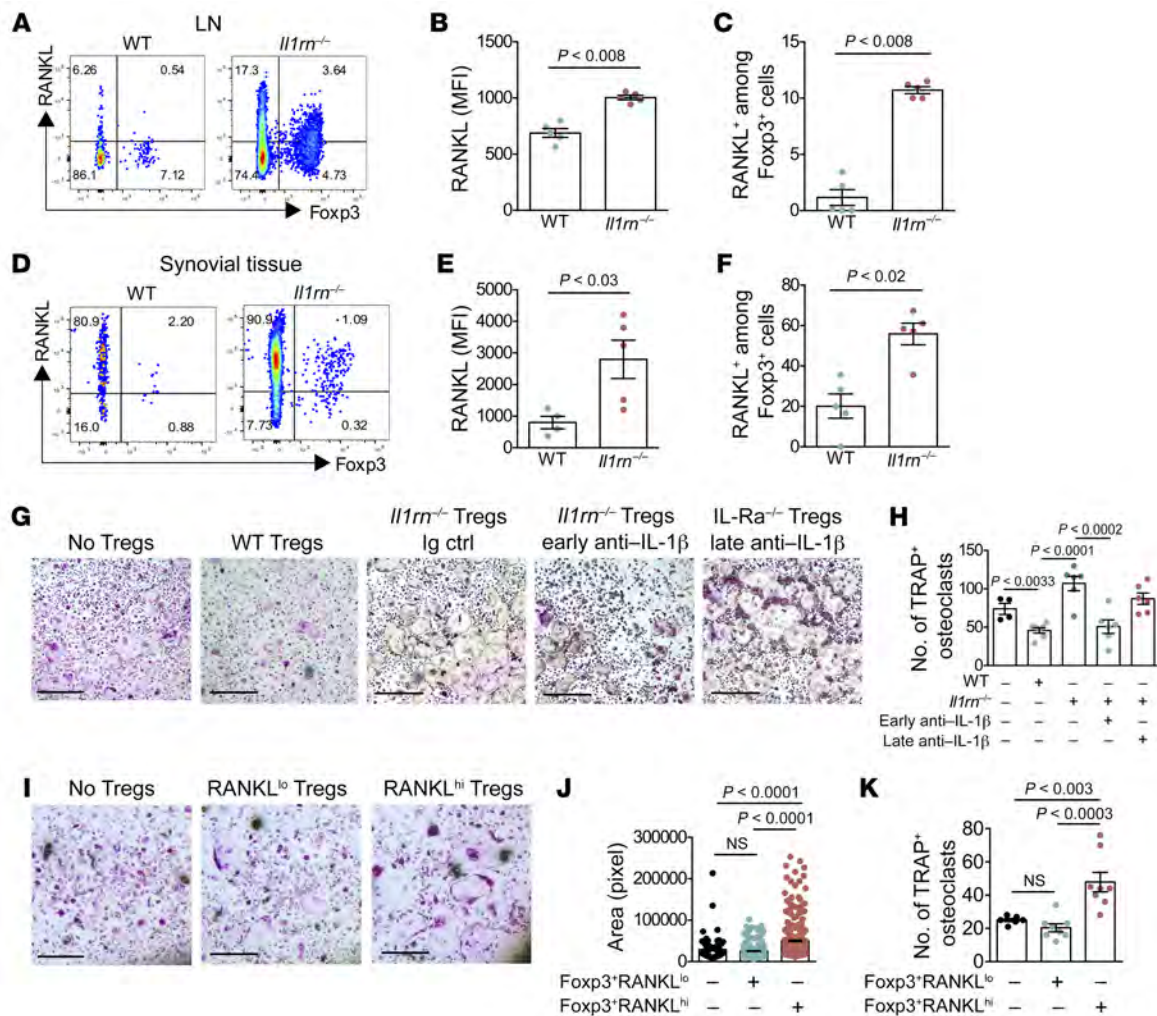 A
LN
WT
Il1rn–/–
RANKL
6.26
0.54
86.1
7.12
17.3
3.64
74.4
4.73
Foxp3
B
RANKL (MFI)
1500
1000
500
0
P < 0.008
WT
Il1rn–/–
C
RANKL+ among
Foxp3+ cells
15
10
5
0
P < 0.008
WT
Il1rn–/–
D
Synovial tissue
WT
Il1rn–/–
RANKL
80.9
2.20
16.0
0.88
90.9
1.09
7.73
0.32
Foxp3
E
RANKL (MFI)
5000
4000
3000
2000
1000
0
P < 0.03
WT
Il1rn–/–
F
RANKL+ among
Foxp3+ cells
80
60
40
20
0
P < 0.02
WT
Il1rn–/–
G
No Tregs
WT Tregs
Il1rn–/– Tregs
Ig ctrl
Il1rn–/– Tregs
early anti–IL-1β
IL-Ra–/– Tregs
late anti–IL-1β
H
No. of TRAP+
osteoclasts
150
100
50
0
P < 0.0033
P < 0.0001
P < 0.0002
WT – + – – –
Il1rn–/– – – + + +
Early anti–IL-1β – – – + –
Late anti–IL-1β – – – – +
I
No Tregs
RANKLlo Tregs
RANKLhi Tregs
J
Area (pixel)
300000
200000
100000
0
P < 0.0001
P < 0.0001
NS
Foxp3+RANKLlo – + –
Foxp3+RANKLhi – – +
K
No. of TRAP+
osteoclasts
80
60
40
20
0
P < 0.003
P < 0.0003
NS
Foxp3+RANKLlo – + –
Foxp3+RANKLhi – – +